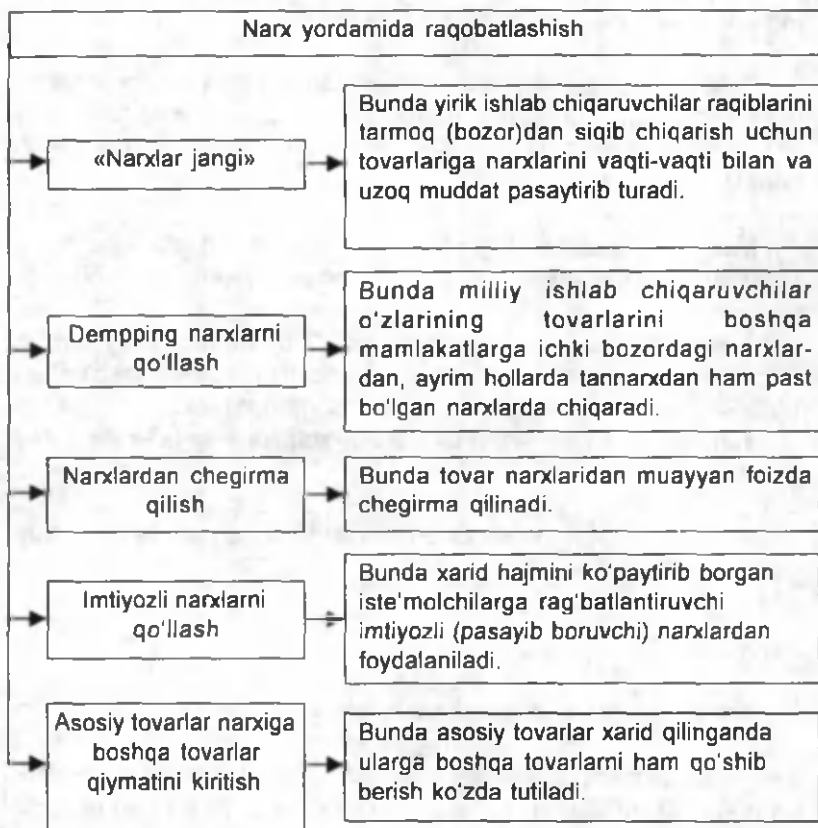 Narx yordamida raqobatlashish
«Narxlar jangi»
Bunda yirik ishlab chiqaruvchilar raqiblarini
tarmoq (bozor)dan siqib chiqarish uchun
tovarlariga narxlarini vaqti-vaqti bilan va
uzoq muddat pasaytirib turadi.
Dempping narxlarni
qo‘llash
Bunda milliy ishlab chiqaruvchilar
o‘zlarining tovarlarini boshqa
mamlakatlarga ichki bozordagi narxlar-
dan, ayrim hollarda tannarxdan ham past
bo‘lgan narxlarda chiqaradi.
Narxlardan chegirma
qilish
Bunda tovar narxlaridan muayyan foizda
chegirma qilinadi.
Imtiyozli narxlarni
qo‘llash
Bunda xarid hajmini ko‘paytirib borgan
iste’molchilarga rag‘batlantiruvchi
imtiyozli (pasayib boruvchi) narxlardan
foydalaniladi.
Asosiy tovarlar narxiga
boshqa tovarlar
qiymatini kiritish
Bunda asosiy tovarlar xarid qilinganda
ularga boshqa tovarlarni ham qo‘shib
berish ko‘zda tutiladi.